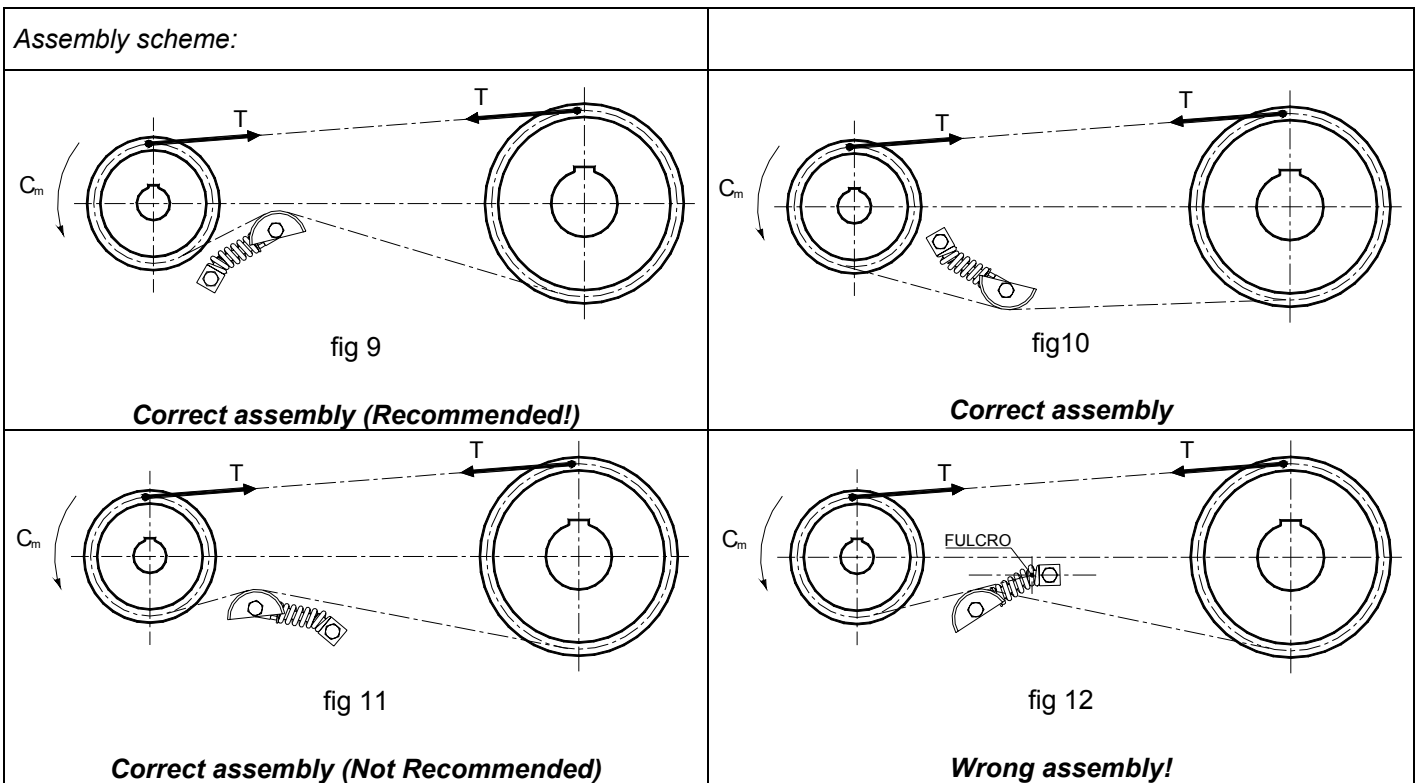 Assembly scheme:
T
T
Cm
fig 9
Correct assembly (Recommended!)
T
T
Cm
fig10
Correct assembly
T
T
Cm
fig 11
Correct assembly (Not Recommended)
T
T
Cm
FULCRO
fig 12
Wrong assembly!